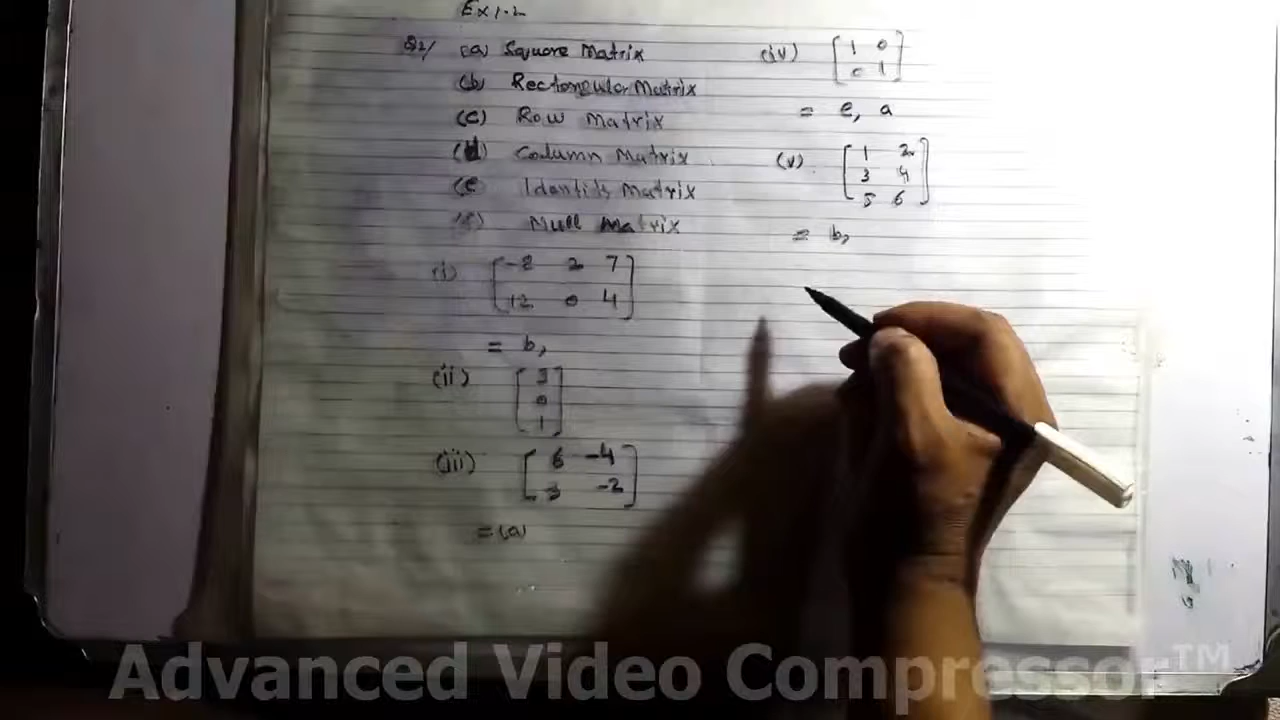 Ex 1.2
Q2/ (a) Square Matrix
(b) Rectangular Matrix
(c) Row Matrix
(d) Column Matrix
(e) Identity Matrix
(f) Null Matrix
(i) [-8 2 7
12 0 4]
= b,
(ii) [3
0
1]
(iii) [6 -4
3 -2]
= (a)
(iv) [1 0
0 1]
= e, a
(v) [1 2
3 4
5 6]
= b,
Advanced Video Compressor™